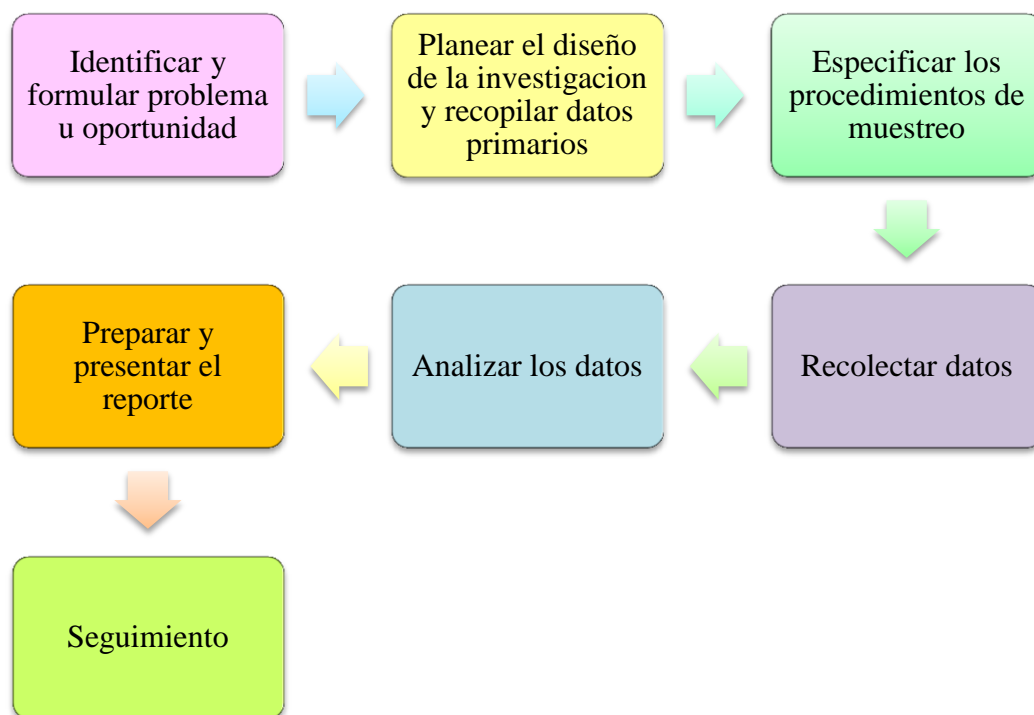 Identificar y
formular problema
u oportunidad
Planear el diseño
de la investigacion
y recopilar datos
primarios
Especificar los
procedimientos de
muestreo
Recolectar datos
Analizar los datos
Preparar y
presentar el
reporte
Seguimiento